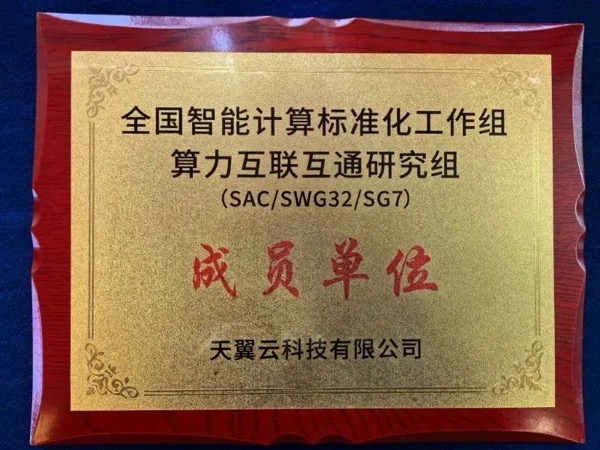 全国智能计算标准化工作组
算力互联互通研究组
（SAC/SWG32/SG7）
成员单位
天翼云科技有限公司